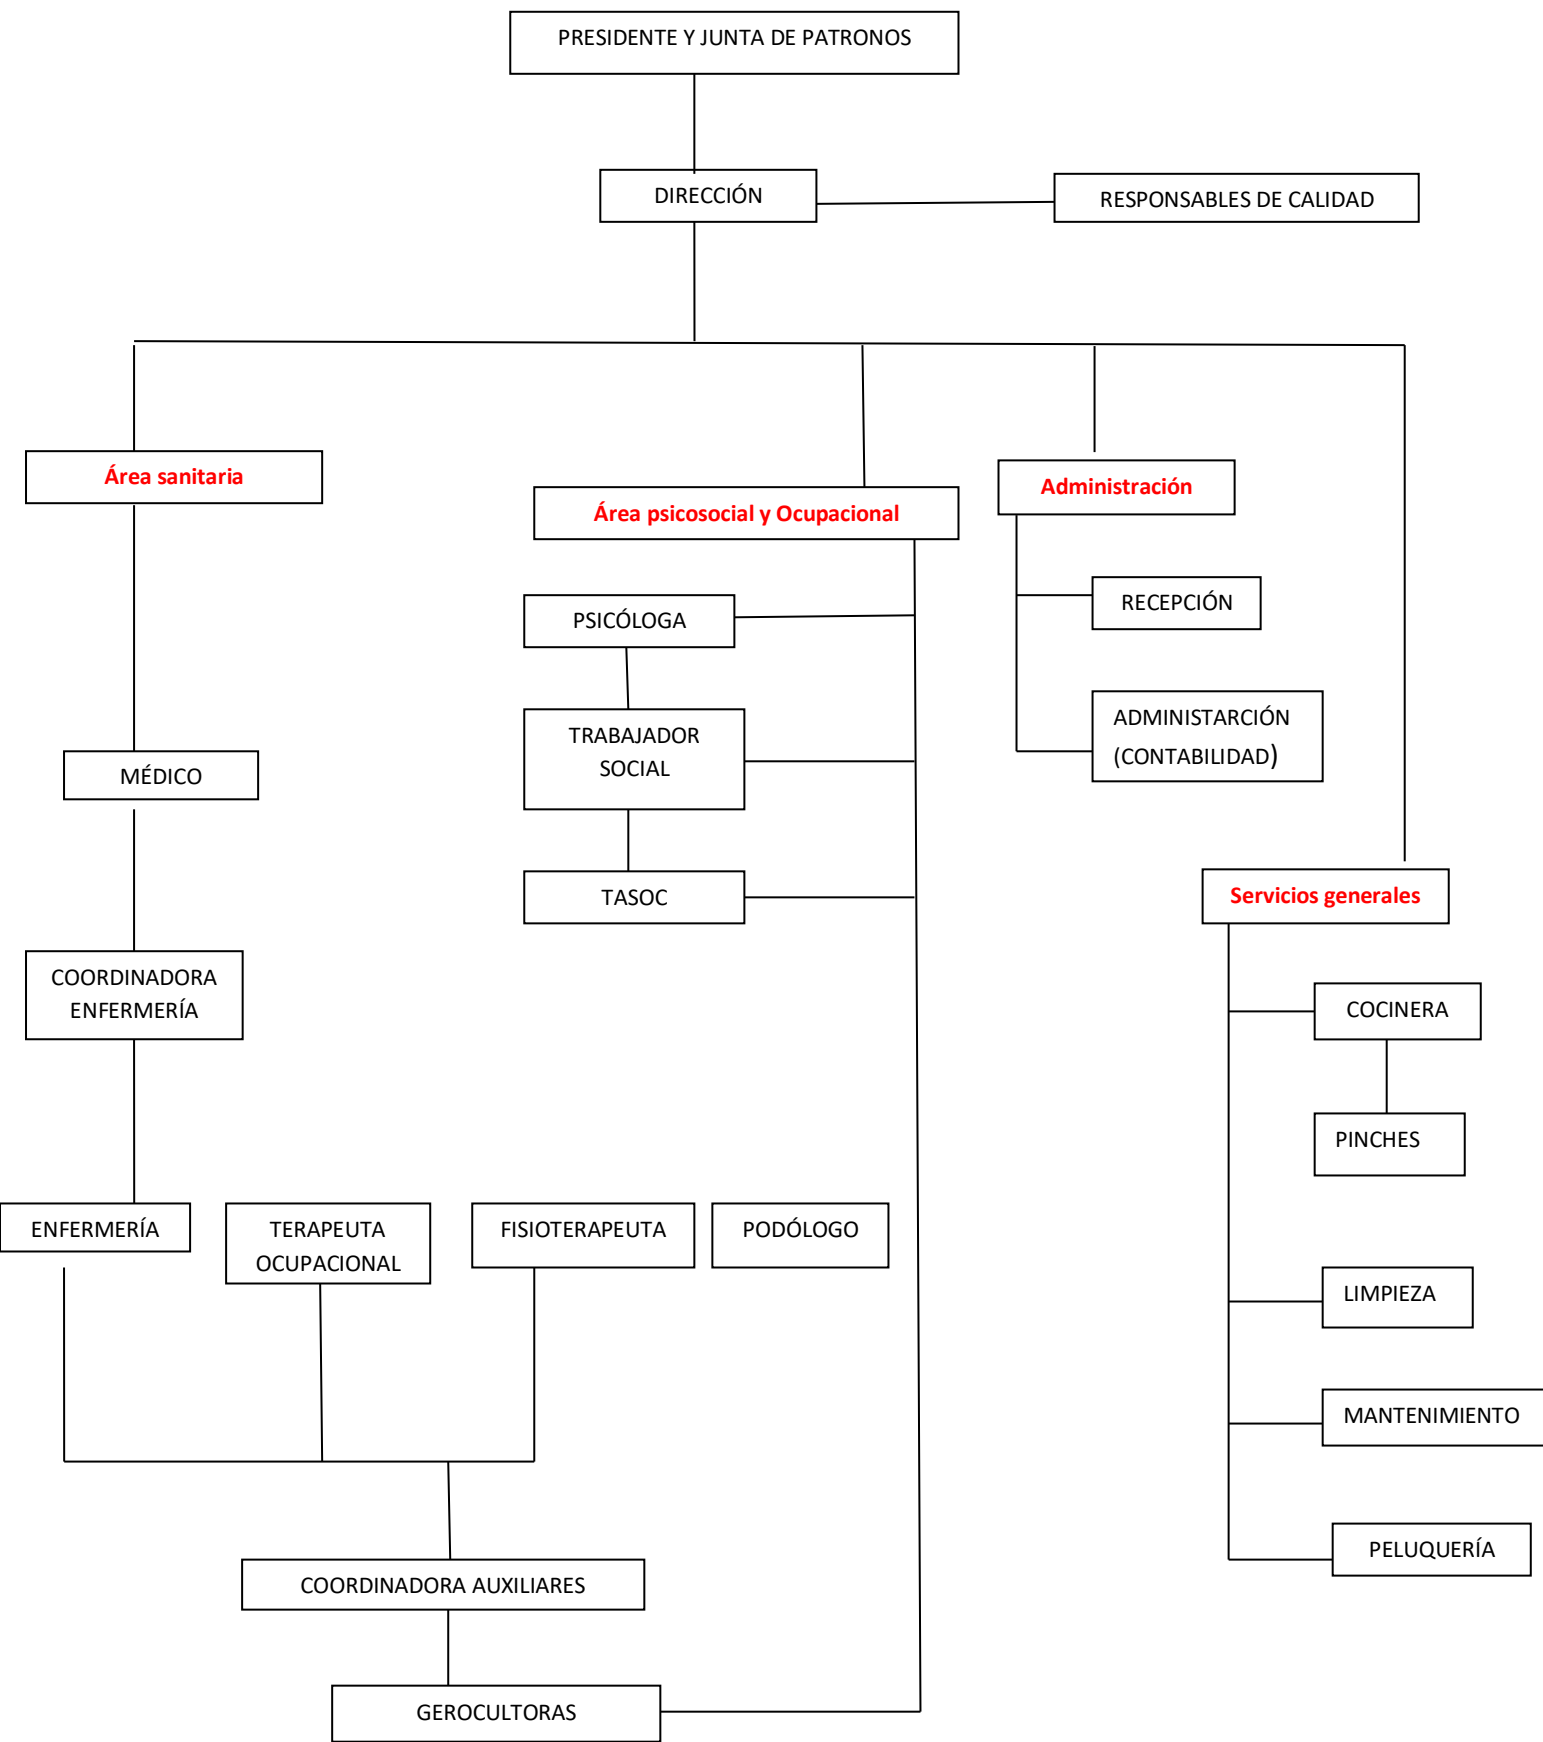 PRESIDENTE Y JUNTA DE PATRONOS
DIRECCIÓN
RESPONSABLES DE CALIDAD
Área sanitaria
Área psicosocial y Ocupacional
Administración
PSICÓLOGA
RECEPCIÓN
TRABAJADOR
SOCIAL
ADMINISTARCIÓN
(CONTABILIDAD)
MÉDICO
TASOC
Servicios generales
COORDINADORA
ENFERMERÍA
COCINERA
PINCHES
ENFERMERÍA
TERAPEUTA
OCUPACIONAL
FISIOTERAPEUTA
PODÓLOGO
LIMPIEZA
MANTENIMIENTO
PELUQUERÍA
COORDINADORA AUXILIARES
GEROCULTORAS